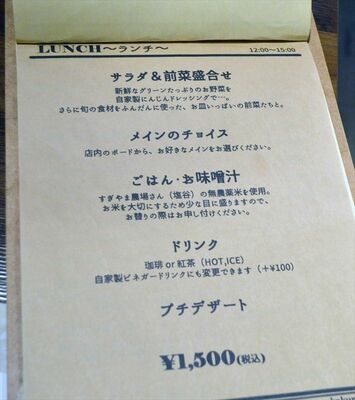 LUNCH～ランチ～
12:00～15:00
サラダ＆前菜盛合せ
新鮮なグリーンたっぷりのお野菜を
自家製にんじんドレッシングで…。
さらに旬の食材をふんだんに使った、お皿いっぱいの前菜たちと。
メインのチョイス
店内のボードから、お好きなメインをお選びください。
ごはん・お味噌汁
すぎやま農場さん（塩谷）の無農薬米を使用。
お米を大切にするため少な目に盛りますので、
お替りの際はお申し付けください。
ドリンク
珈琲 or 紅茶（HOT,ICE）
自家製ビネガードリンクにも変更できます（＋¥100）
プチデザート
¥1,500(税込)